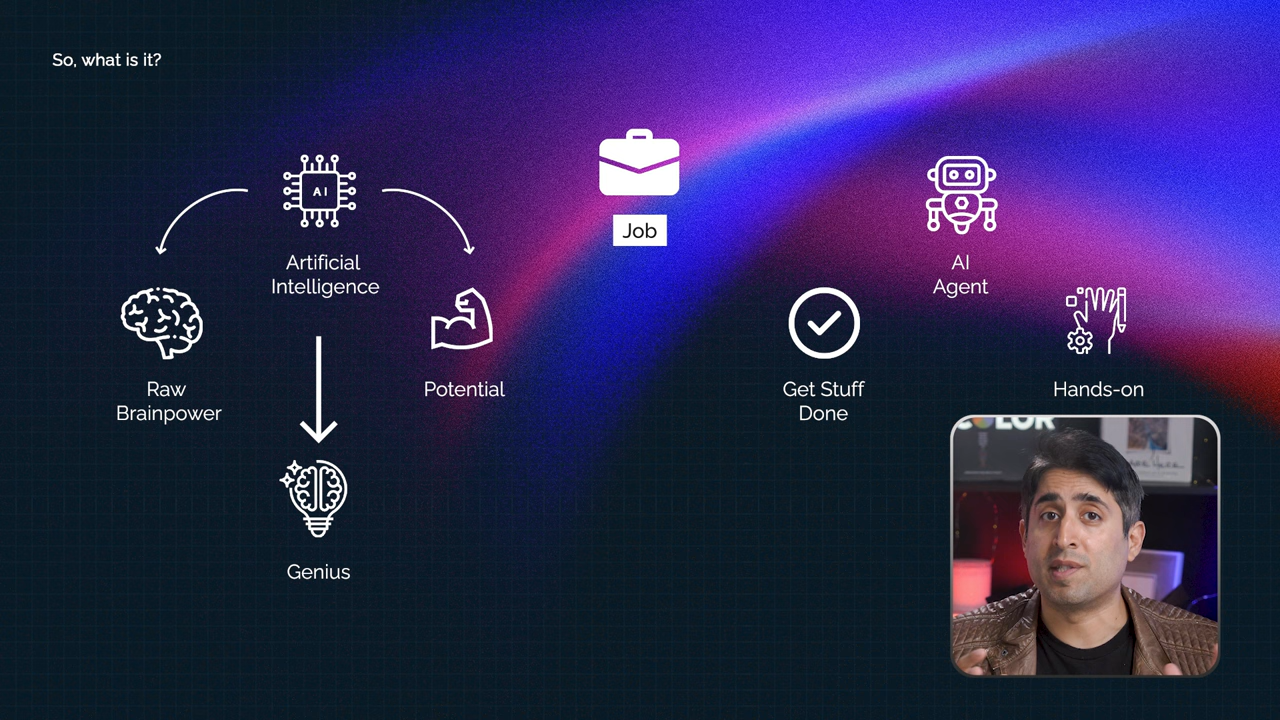 So, what is it?
AI
Artificial
Intelligence
Raw
Brainpower
Potential
Genius
Job
AI
Agent
Get Stuff
Done
Hands-on